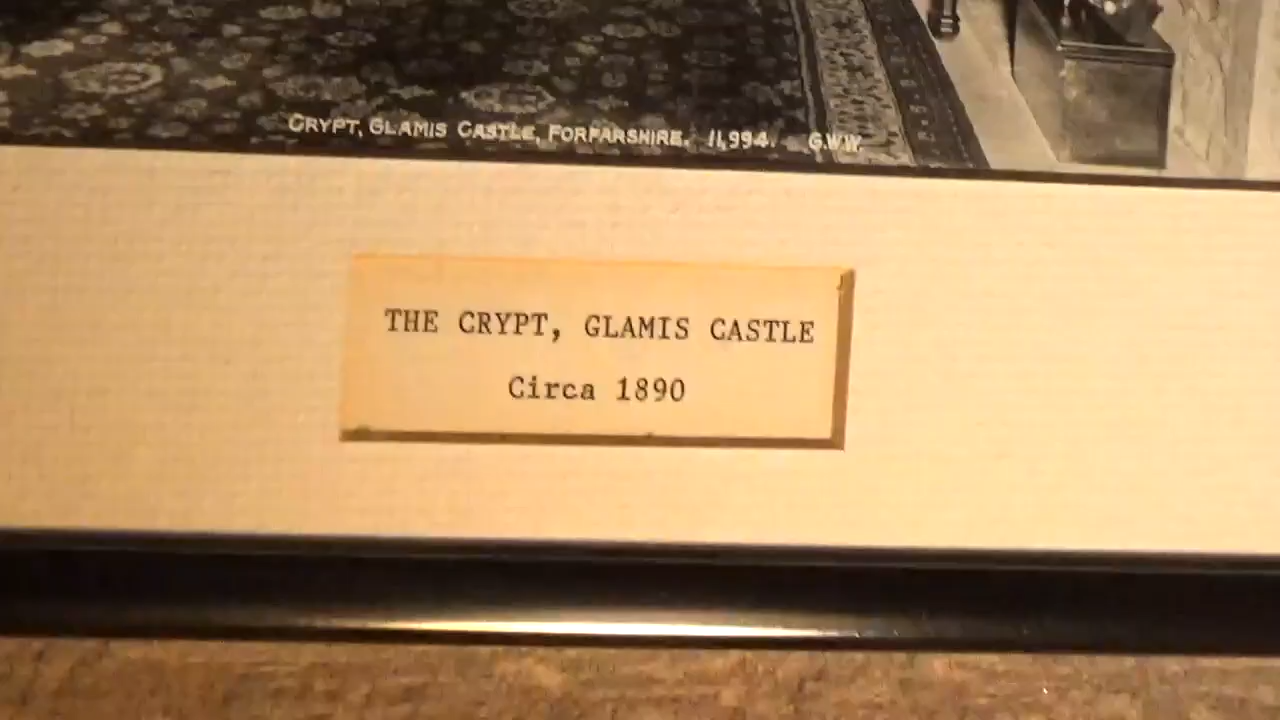 CRYPT, GLAMIS CASTLE, FORFARSHIRE. 11,994. G.W.W.
THE CRYPT, GLAMIS CASTLE
Circa 1890